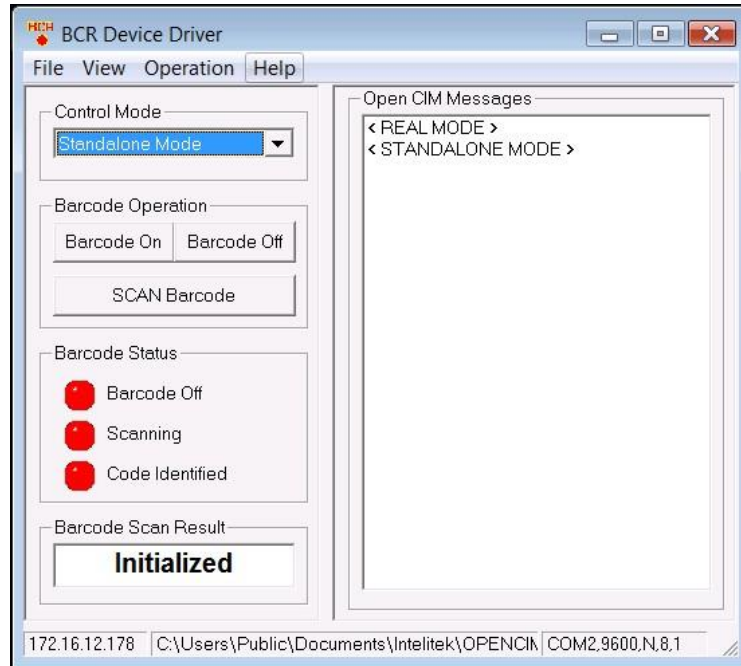 BCR
BCR Device Driver
File View Operation Help
Control Mode
Standalone Mode
Barcode Operation
Barcode On Barcode Off
SCAN Barcode
Barcode Status
Barcode Off
Scanning
Code Identified
Barcode Scan Result
Initialized
Open CIM Messages
< REAL MODE >
< STANDALONE MODE >
172.16.12.178 C:\Users\Public\Documents\Intelitek\OPENCIM COM2,9600,N,8,1